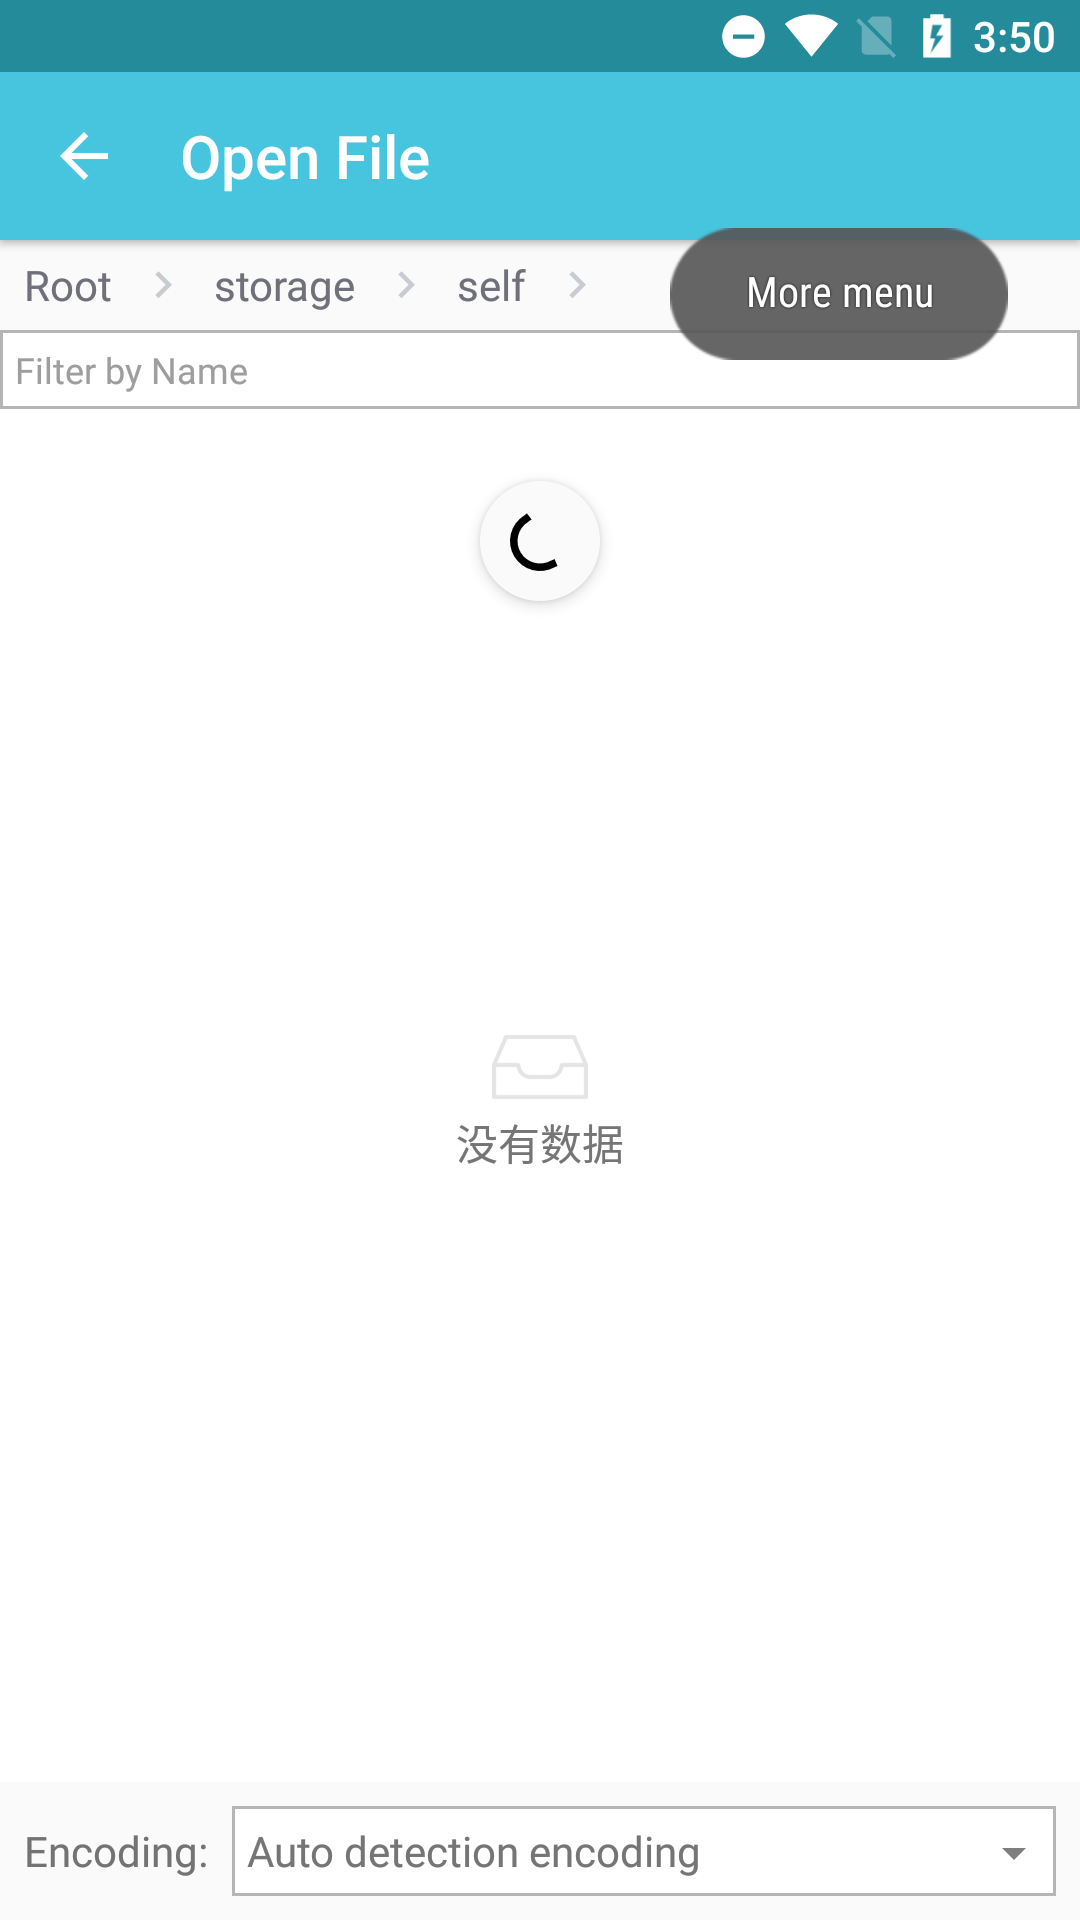 3:50
Open File
Root
storage
self
More menu
Filter by Name
没有数据
Encoding:
Auto detection encoding